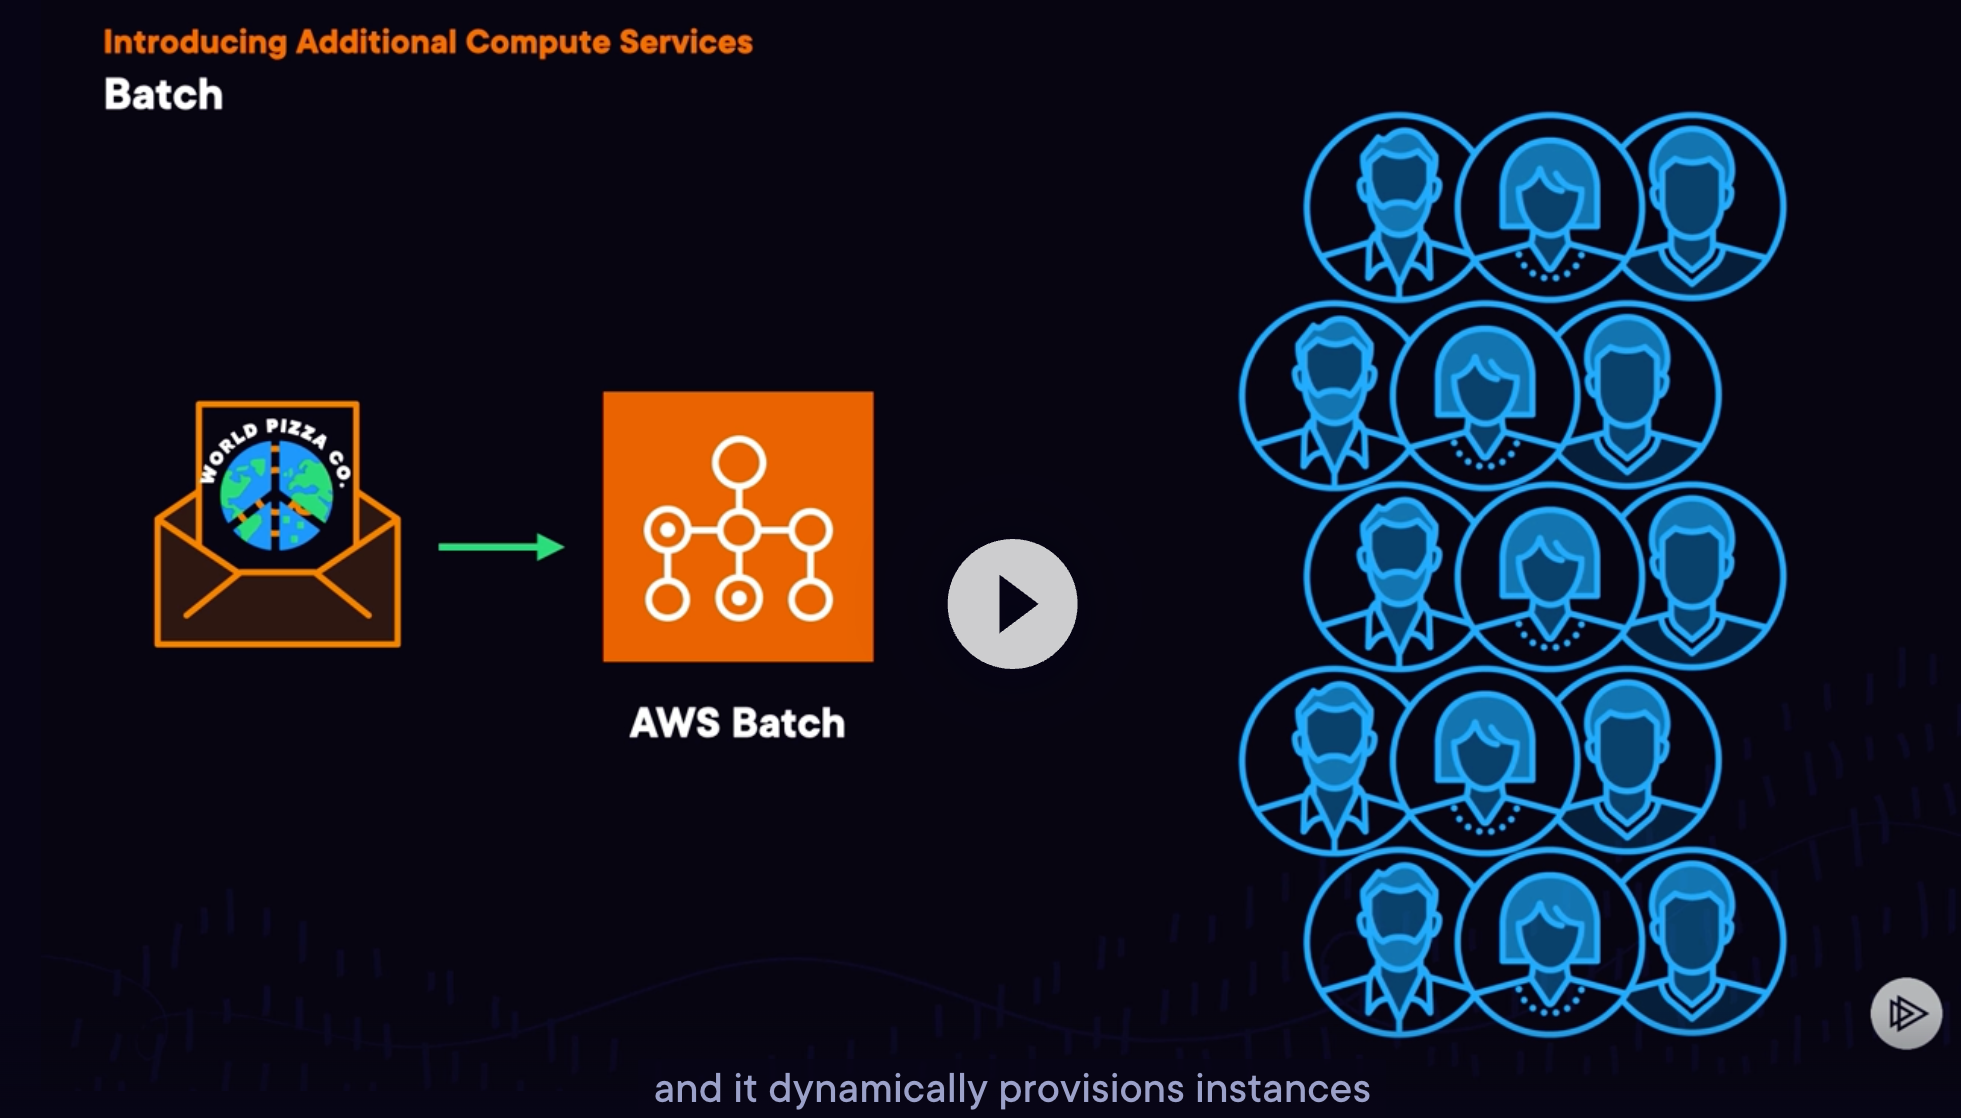 Introducing Additional Compute Services
Batch
WORLD PIZZA CO.
AWS Batch
and it dynamically provisions instances